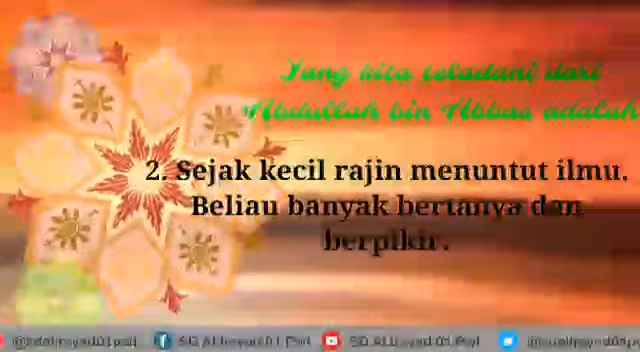 Yang kita teladani dari
Abdullah bin Abbas adalah
2. Sejak kecil rajin menuntut ilmu.
Beliau banyak bertanya dan
berpikir.